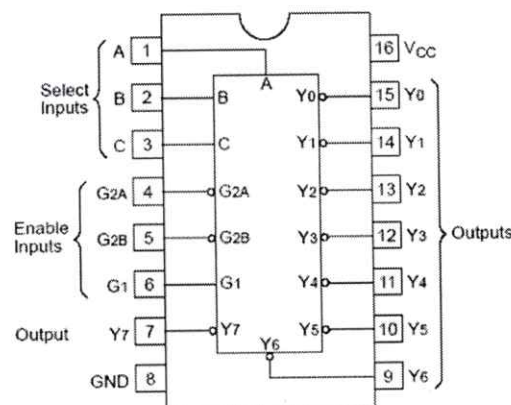 A 1 16 VCC
Select Inputs
B 2 B A Y0 15 Y0
C 3 C Y1 14 Y1
G2A 4 G2A Y2 13 Y2
Enable Inputs
G2B 5 G2B Y3 12 Y3
Outputs
G1 6 G1 Y4 11 Y4
Output Y7 7 Y7 Y5 10 Y5
Y6
GND 8 9 Y6